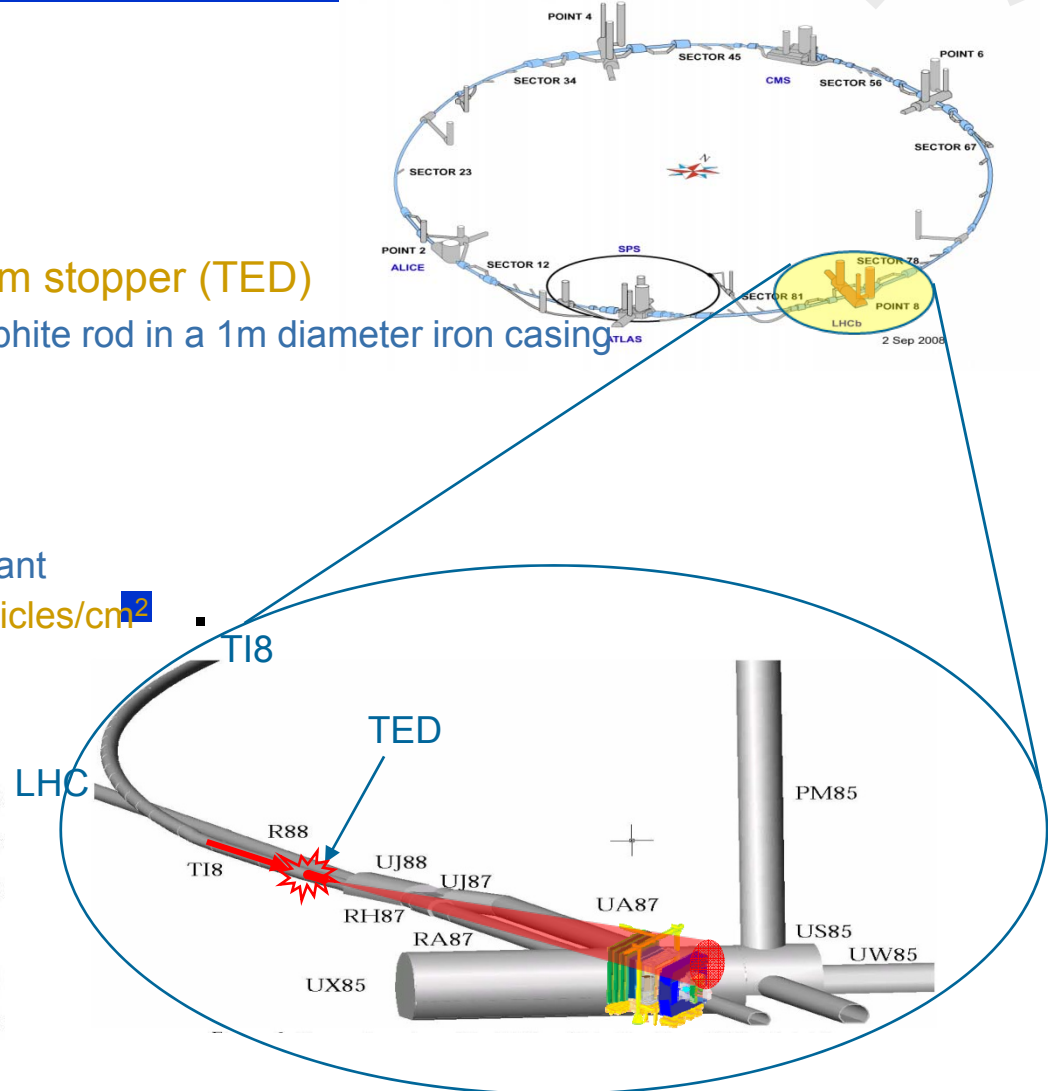 POINT 4
SECTOR 45
POINT 6
SECTOR 34
CMS
SECTOR 56
SECTOR 67
N
SECTOR 23
POINT 2
ALICE
SECTOR 12
SPS
SECTOR 78
SECTOR 81
POINT 8
LHCb
ATLAS
2 Sep 2008
m stopper (TED)
phite rod in a 1m diameter iron casing
ant
icles/cm²
TI8
TED
LHC
PM85
R88
TI8
UJ88
UJ87
RH87
UA87
RA87
US85
UW85
UX85